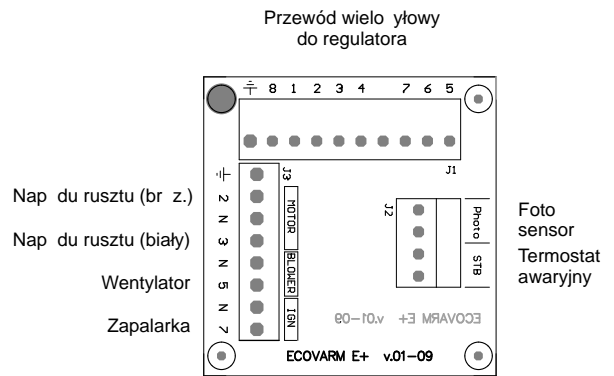 Przewód wielo yłowy
do regulatora
⏚ 8 1 2 3 4 7 6 5
J1
J3
⏚
2
N
3
N
5
N
7
MOTOR
BLOWER
IGN
Nap du rusztu (br z.)
Nap du rusztu (biały)
Wentylator
Zapalarka
J2
Photo
STB
Foto
sensor
Termostat
awaryjny
ECOVARM E+ v.01-09
ECOVARM E+ v.01-09